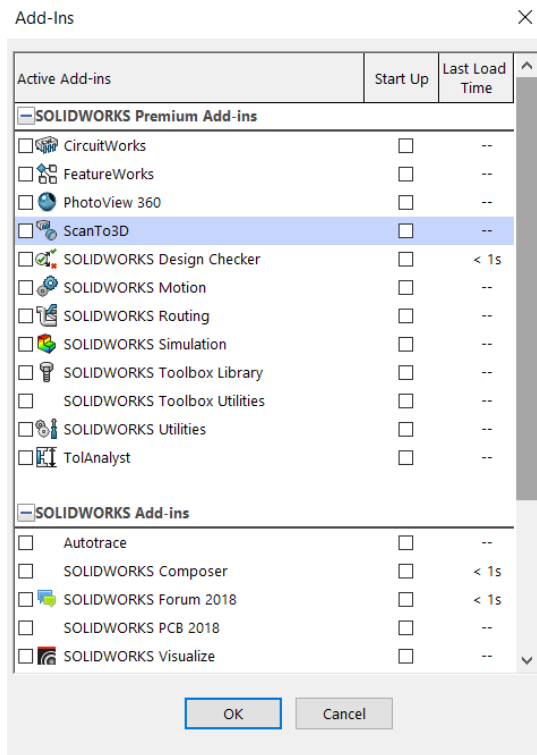 Add-Ins
Active Add-ins Start Up Last Load Time
SOLIDWORKS Premium Add-ins
CircuitWorks --
FeatureWorks --
PhotoView 360 --
ScanTo3D --
SOLIDWORKS Design Checker < 1s
SOLIDWORKS Motion --
SOLIDWORKS Routing --
SOLIDWORKS Simulation --
SOLIDWORKS Toolbox Library --
SOLIDWORKS Toolbox Utilities --
SOLIDWORKS Utilities --
TolAnalyst --
SOLIDWORKS Add-ins
Autotrace --
SOLIDWORKS Composer < 1s
SOLIDWORKS Forum 2018 < 1s
SOLIDWORKS PCB 2018 --
SOLIDWORKS Visualize --
OK Cancel